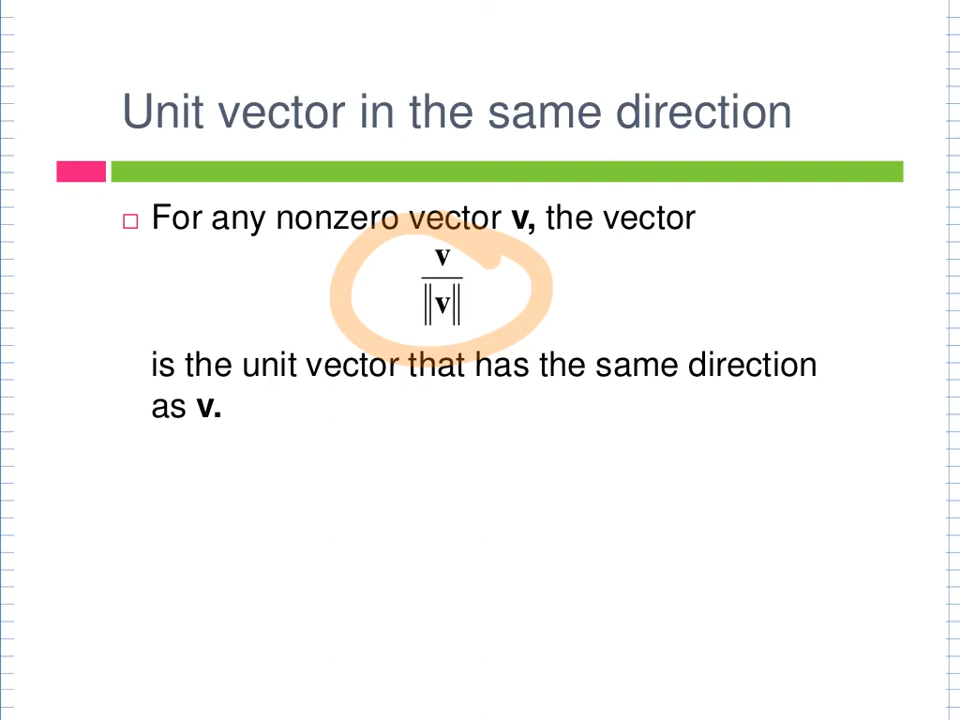 Unit vector in the same direction
For any nonzero vector v, the vector
v
‖v‖
is the unit vector that has the same direction
as v.